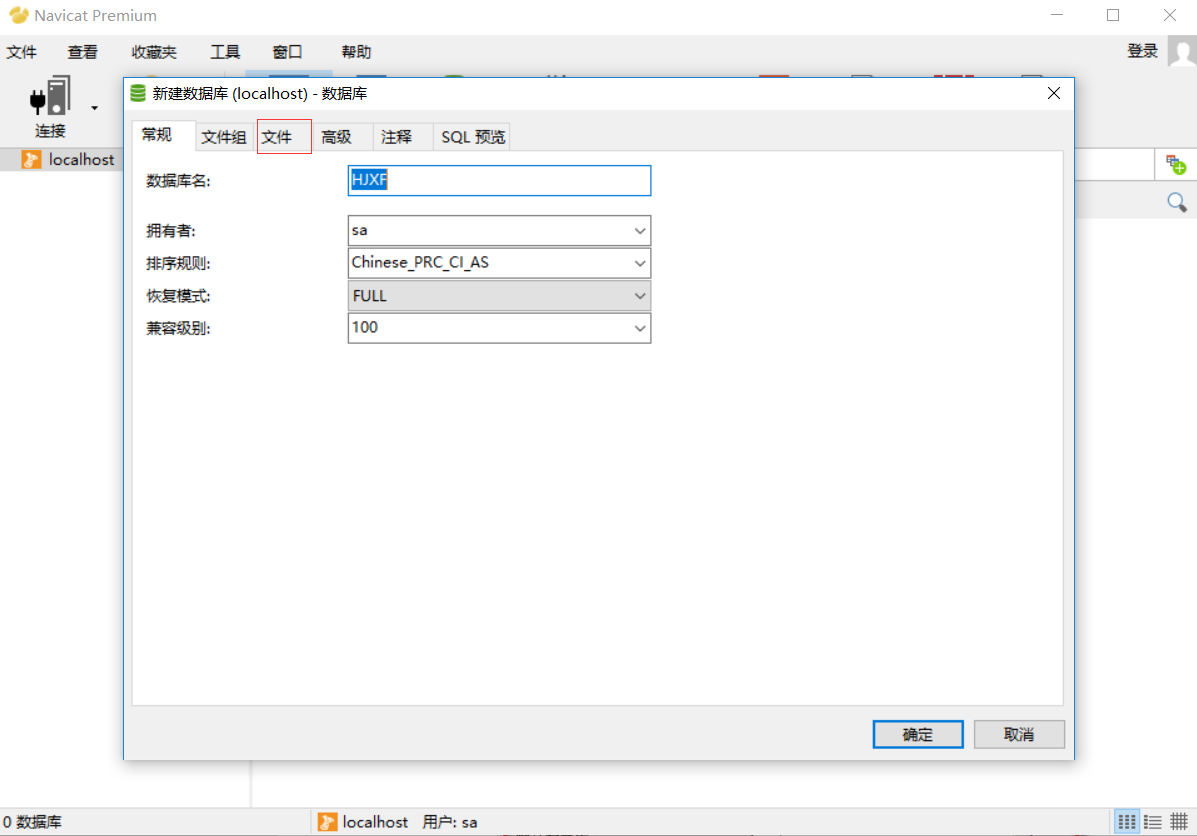 Navicat Premium
文件 查看 收藏夹 工具 窗口 帮助 登录
连接
localhost
新建数据库 (localhost) - 数据库
常规 文件组 文件 高级 注释 SQL 预览
数据库名: HJXF
拥有者: sa
排序规则: Chinese_PRC_CI_AS
恢复模式: FULL
兼容级别: 100
确定 取消
0 数据库 localhost 用户: sa